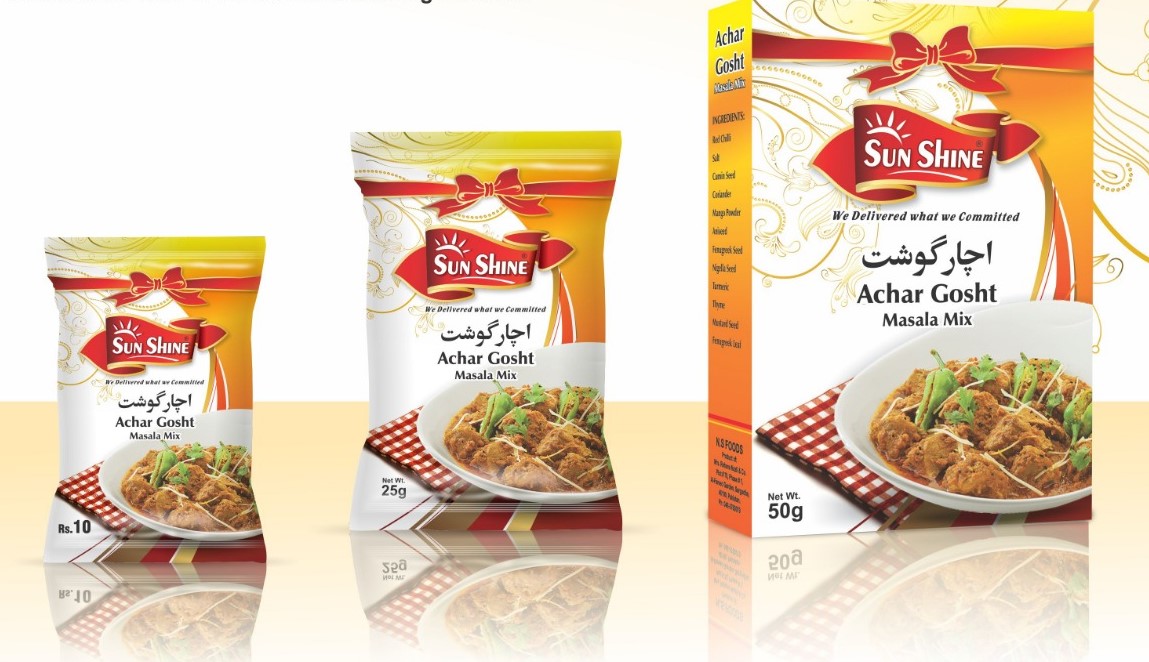 Rs.10
SUN SHINE
We Delivered what we Committed
اچار گوشت
Achar Gosht
Masala Mix
SUN SHINE
We Delivered what we Committed
اچار گوشت
Achar Gosht
Masala Mix
Net Wt.
25g
Achar
Gosht
Masala Mix
INGREDIENTS:
Red Chilli
Salt
Cumin Seed
Coriander
Mango Powder
Aniseed
Fenugreek Seed
Nigella Seed
Turmeric
Thyme
Mustard Seed
Fenugreek Leaf
N.S FOODS
SUN SHINE
We Delivered what we Committed
اچار گوشت
Achar Gosht
Masala Mix
Net Wt.
50g